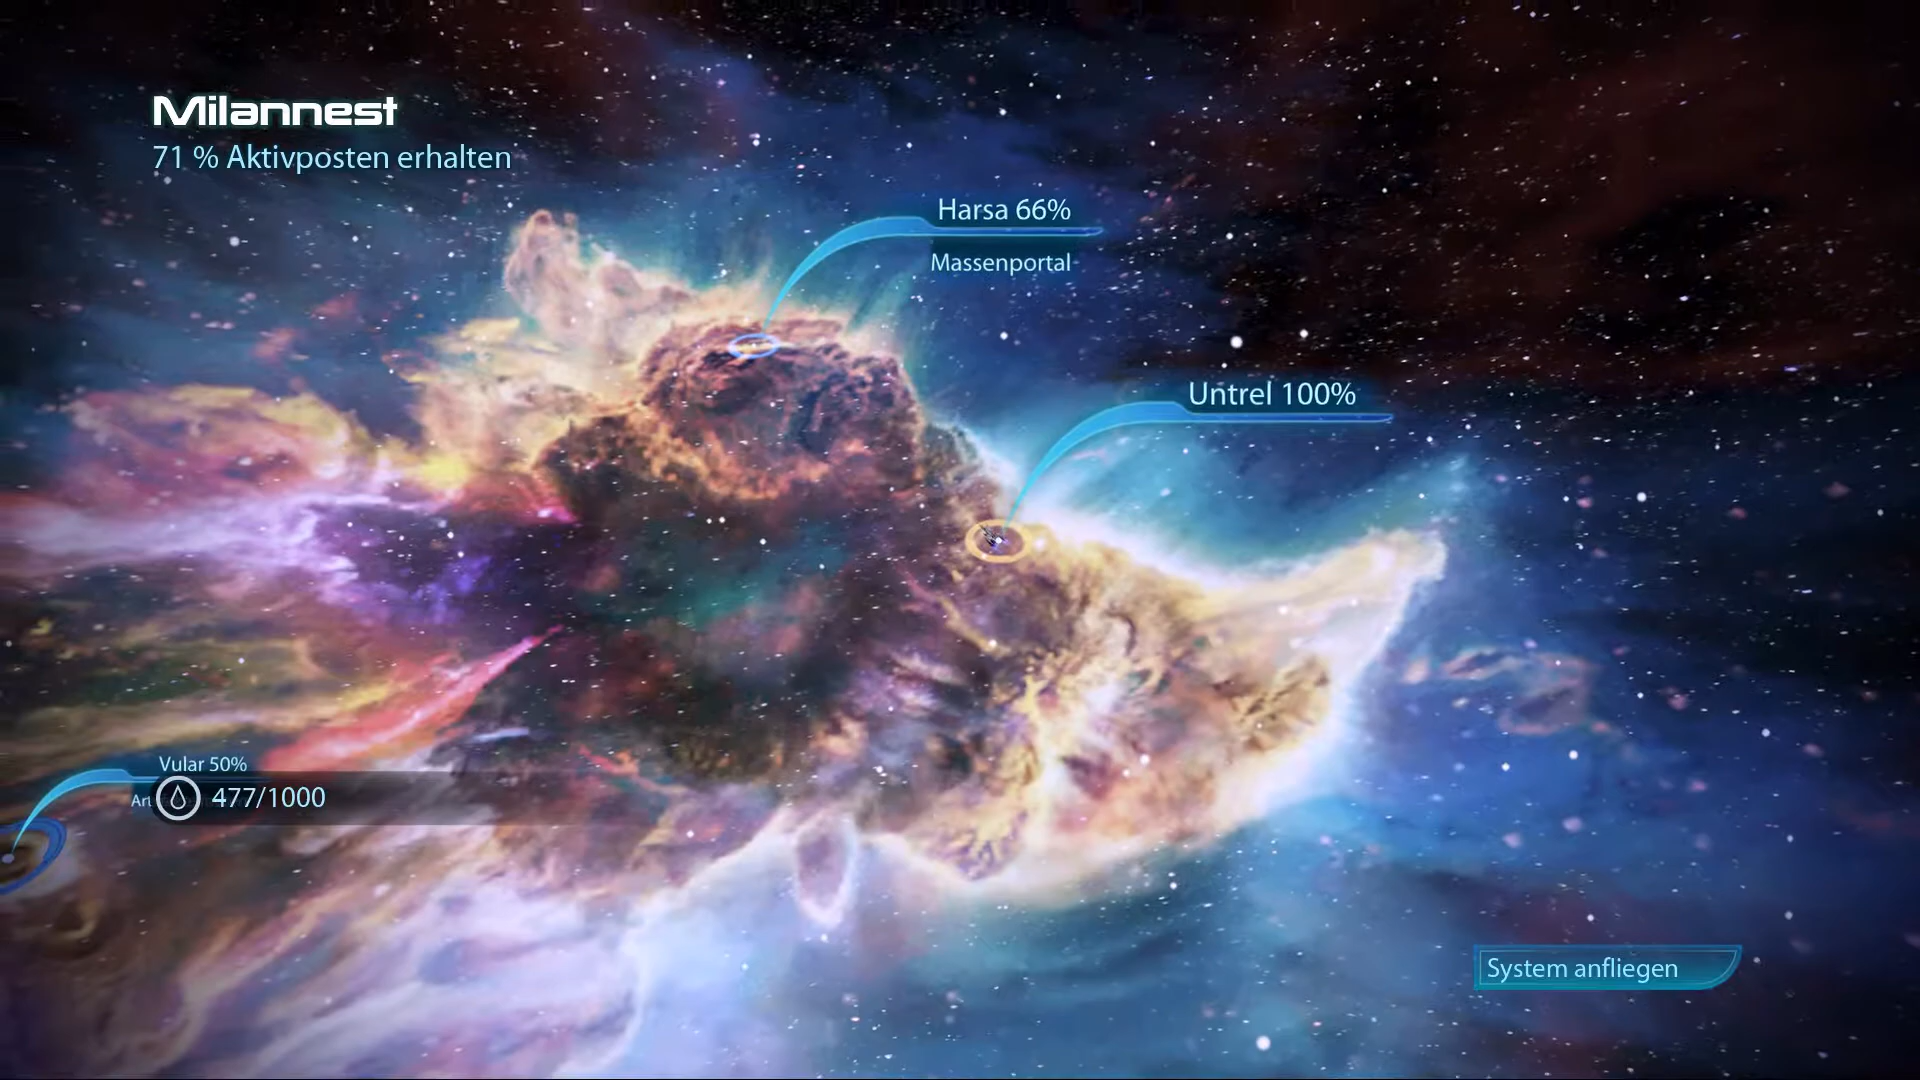 Milannest
71 % Aktivposten erhalten
Harsa 66%
Massenportal
Untrel 100%
Vular 50%
477/1000
System anfliegen